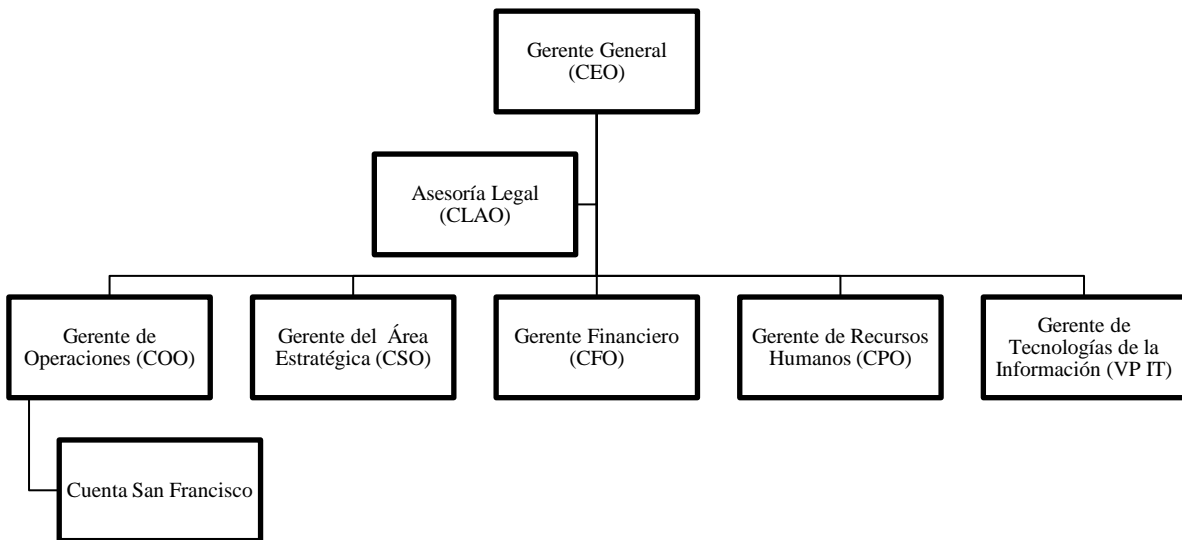 Gerente General
(CEO)
Asesoría Legal
(CLAO)
Gerente de
Operaciones (COO)
Gerente del Área
Estratégica (CSO)
Gerente Financiero
(CFO)
Gerente de Recursos
Humanos (CPO)
Gerente de
Tecnologías de la
Información (VP IT)
Cuenta San Francisco